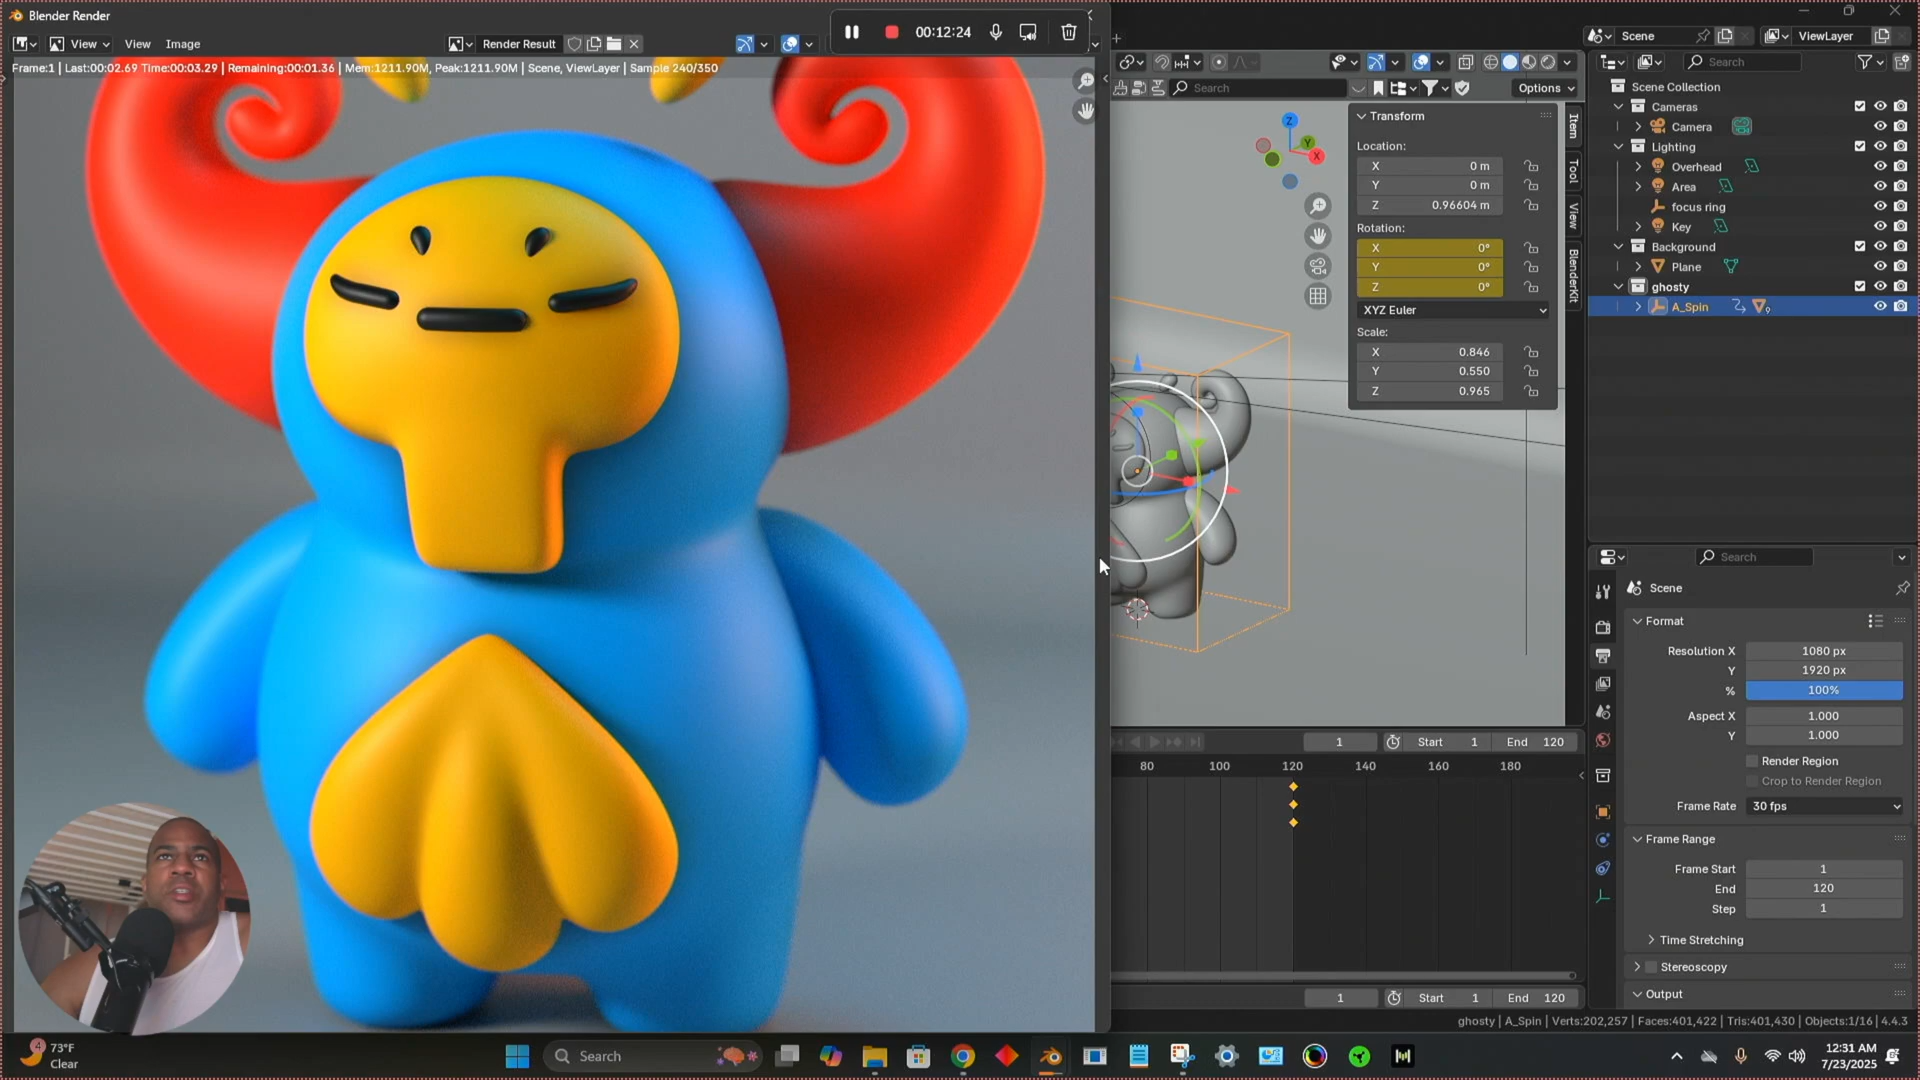 Blender Render
View
View
Image
Render Result
00:12:24
Frame:1 | Last:00:02.69 Time:00:03.29 | Remaining:00:01.36 | Mem:1211.90M, Peak:1211.90M | Scene, ViewLayer | Sample 240/350
Scene
ViewLayer
Search
Search
Options
Scene Collection
Cameras
Camera
Lighting
Overhead
Area
focus ring
Key
Background
Plane
ghosty
A_Spin
9
Z
Y
X
Transform
Location:
X 0 m
Y 0 m
Z 0.96604 m
Rotation:
X 0°
Y 0°
Z 0°
XYZ Euler
Scale:
X 0.846
Y 0.550
Z 0.965
Item
Tool
View
BlenderKit
1
Start 1
End 120
80 100 120 140 160 180
1
Start 1
End 120
Search
Scene
Format
Resolution X 1080 px
Y 1920 px
% 100%
Aspect X 1.000
Y 1.000
Render Region
Crop to Render Region
Frame Rate 30 fps
Frame Range
Frame Start 1
End 120
Step 1
Time Stretching
Stereoscopy
Output
ghosty | A_Spin | Verts:202,257 | Faces:401,422 | Tris:401,430 | Objects:1/16 | 4.4.3
4
73°F
Clear
Search
12:31 AM
7/23/2025